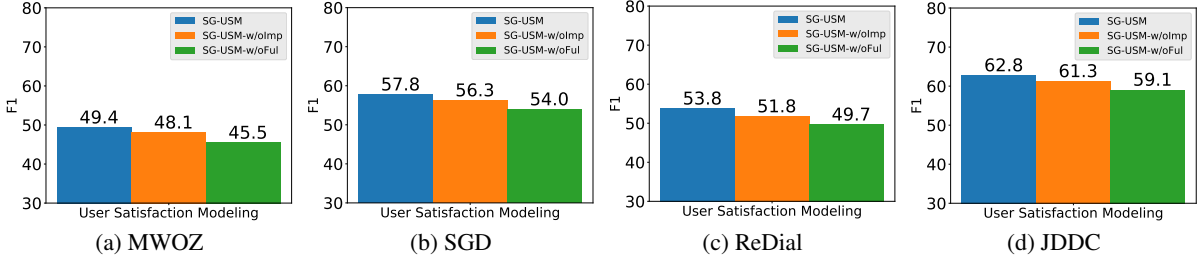 80
70
60
50
40
30
F1
SG-USM
SG-USM-w/oImp
SG-USM-w/oFul
49.4
48.1
45.5
User Satisfaction Modeling
(a) MWOZ
80
70
60
50
40
30
F1
SG-USM
SG-USM-w/oImp
SG-USM-w/oFul
57.8
56.3
54.0
User Satisfaction Modeling
(b) SGD
80
70
60
50
40
30
F1
SG-USM
SG-USM-w/oImp
SG-USM-w/oFul
53.8
51.8
49.7
User Satisfaction Modeling
(c) ReDial
80
70
60
50
40
30
F1
SG-USM
SG-USM-w/oImp
SG-USM-w/oFul
62.8
61.3
59.1
User Satisfaction Modeling
(d) JDDC